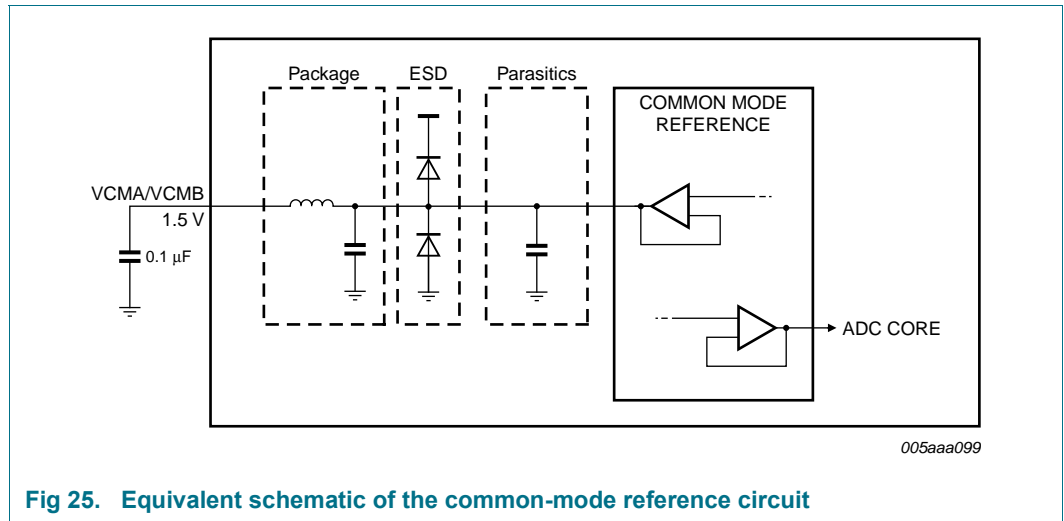 Package
ESD
Parasitics
COMMON MODE
REFERENCE
VCMA/VCMB
1.5 V
0.1 μF
ADC CORE
005aaa099
Fig 25. Equivalent schematic of the common-mode reference circuit